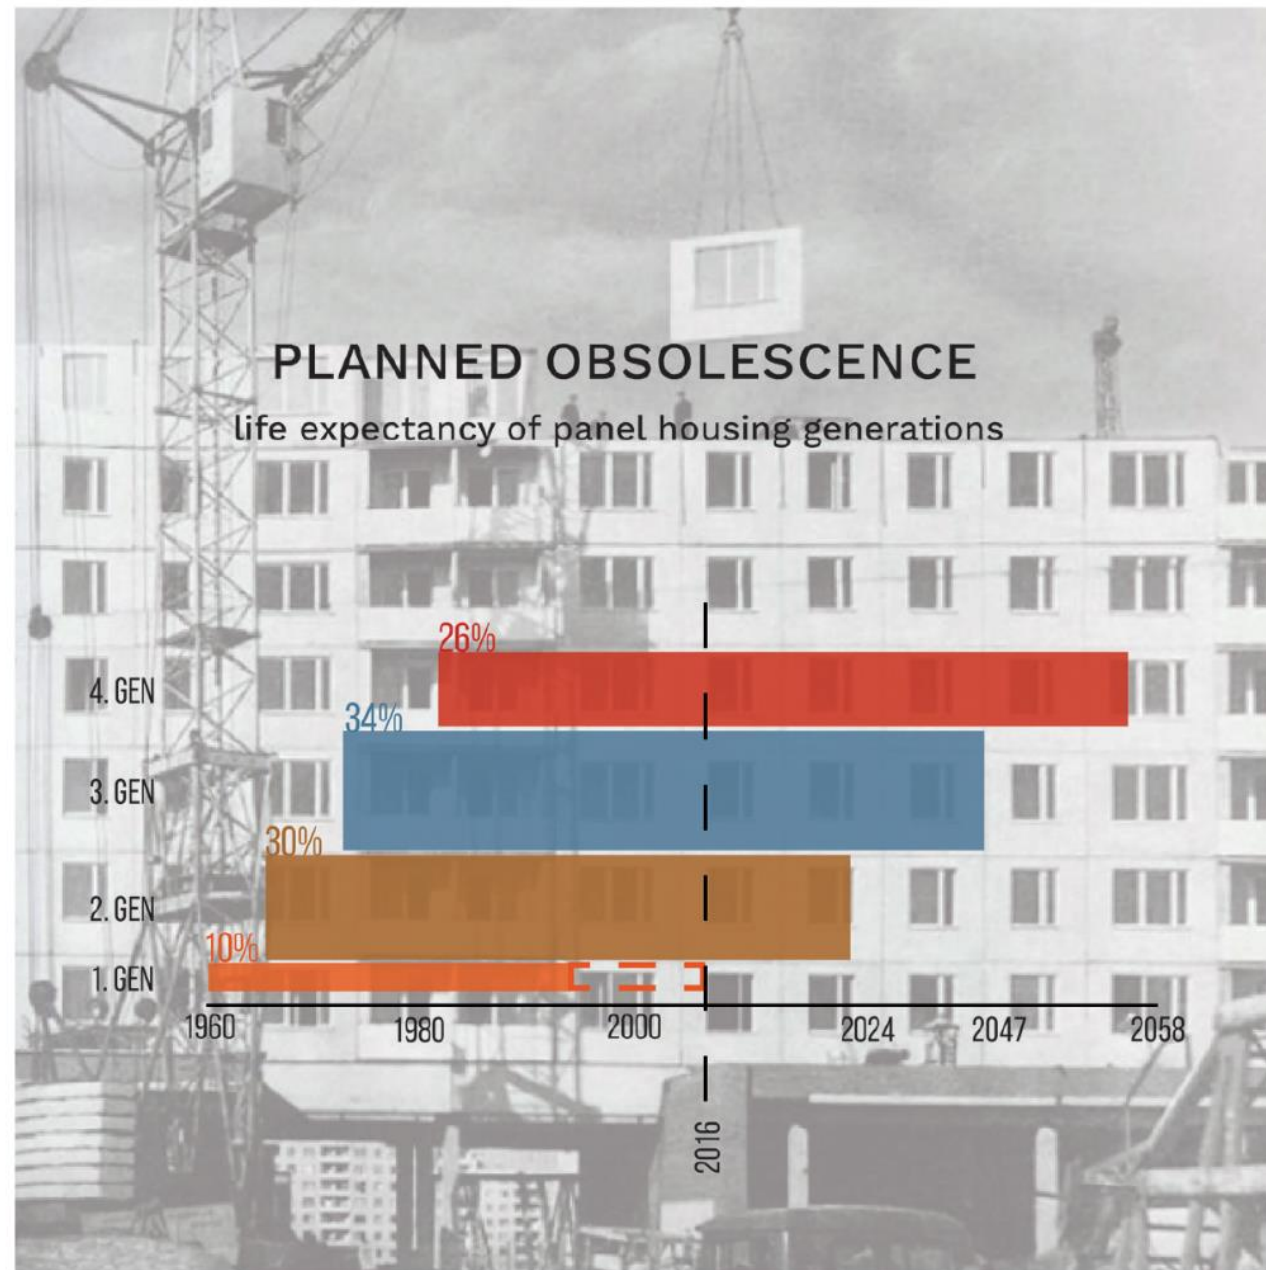 PLANNED OBSOLESCENCE
life expectancy of panel housing generations
26%
4. GEN
34%
3. GEN
30%
2. GEN
10%
1. GEN
1960 1980 2000 2024 2047 2058
2016